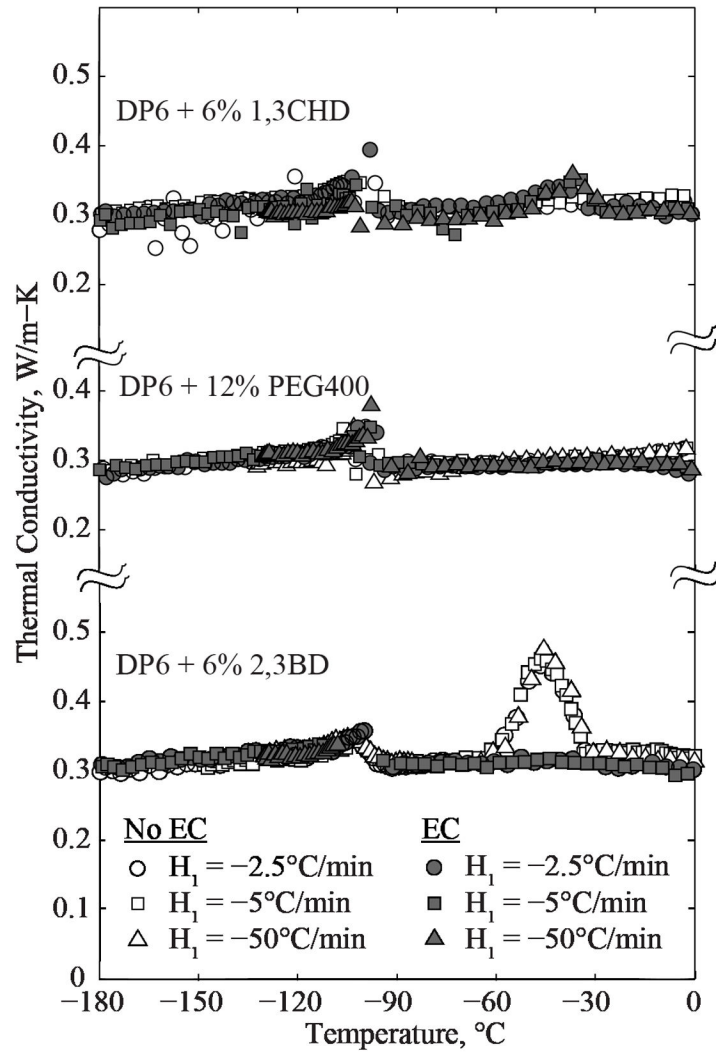 0.5
DP6 + 6% 1,3CHD
0.4
0.3
0.2
0.4
DP6 + 12% PEG400
0.3
0.2
0.5
DP6 + 6% 2,3BD
0.4
0.3
0.2
0.1
0
Thermal Conductivity, W/m−K
No EC
H₁ = −2.5°C/min
H₁ = −5°C/min
H₁ = −50°C/min
EC
H₁ = −2.5°C/min
H₁ = −5°C/min
H₁ = −50°C/min
−180 −150 −120 −90 −60 −30 0
Temperature, °C